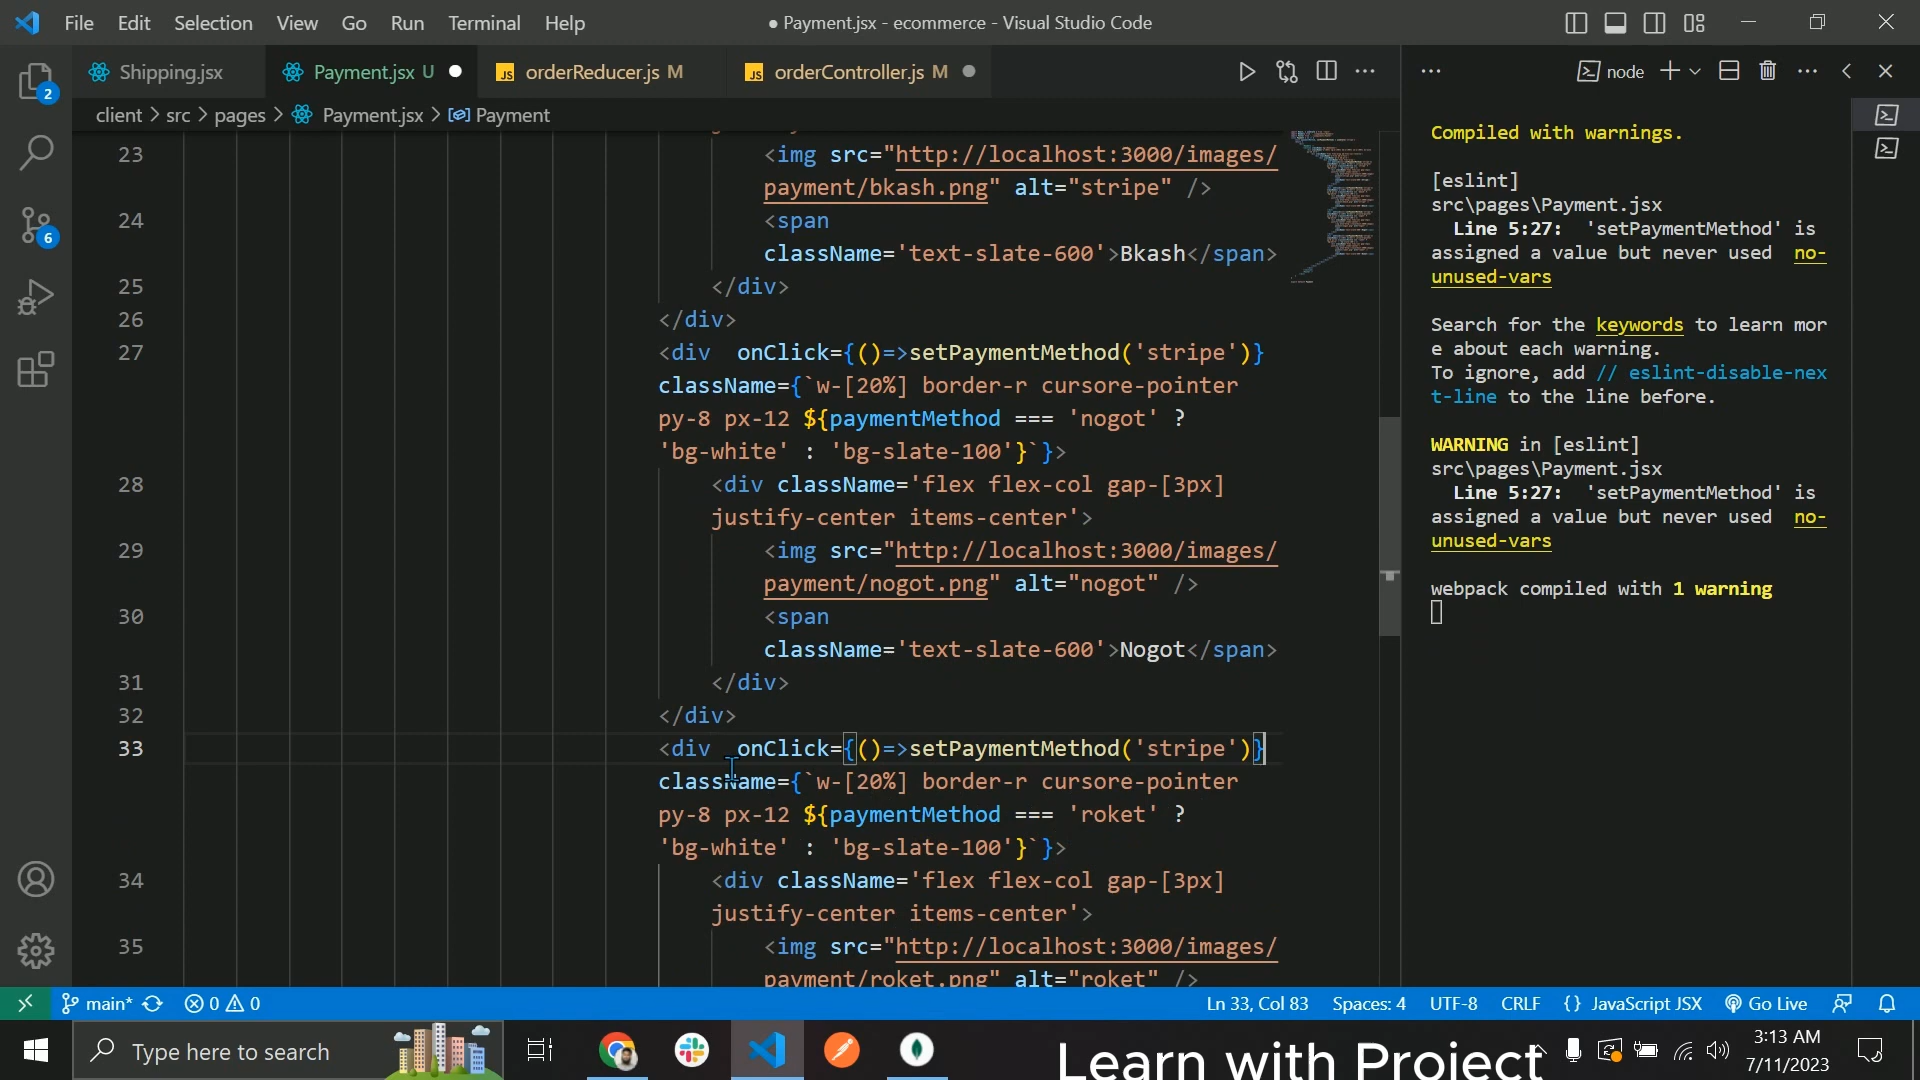 File Edit Selection View Go Run Terminal Help
● Payment.jsx - ecommerce - Visual Studio Code
Shipping.jsx
Payment.jsx U ●
JS orderReducer.js M
JS orderController.js M ●
client > src > pages > Payment.jsx > Payment
23 <img src="http://localhost:3000/images/
payment/bkash.png" alt="stripe" />
24 <span
className='text-slate-600'>Bkash</span>
25 </div>
26 </div>
27 <div  onClick={()=>setPaymentMethod('stripe')}
className={`w-[20%] border-r cursore-pointer
py-8 px-12 ${paymentMethod === 'nogot' ?
'bg-white' : 'bg-slate-100'}`}>
28 <div className='flex flex-col gap-[3px]
justify-center items-center'>
29 <img src="http://localhost:3000/images/
payment/nogot.png" alt="nogot" />
30 <span
className='text-slate-600'>Nogot</span>
31 </div>
32 </div>
33 <div  onClick={()=>setPaymentMethod('stripe')}
className={`w-[20%] border-r cursore-pointer
py-8 px-12 ${paymentMethod === 'roket' ?
'bg-white' : 'bg-slate-100'}`}>
34 <div className='flex flex-col gap-[3px]
justify-center items-center'>
35 <img src="http://localhost:3000/images/
payment/roket.png" alt="roket" />
node
Compiled with warnings.
[eslint]
src\pages\Payment.jsx
Line 5:27:  'setPaymentMethod' is
assigned a value but never used  no-
unused-vars
Search for the keywords to learn mor
e about each warning.
To ignore, add // eslint-disable-nex
t-line to the line before.
WARNING in [eslint]
src\pages\Payment.jsx
Line 5:27:  'setPaymentMethod' is
assigned a value but never used  no-
unused-vars
webpack compiled with 1 warning
2
6
main* 0 0
Ln 33, Col 83 Spaces: 4 UTF-8 CRLF {} JavaScript JSX Go Live
Type here to search
Learn with Project
3:13 AM
7/11/2023